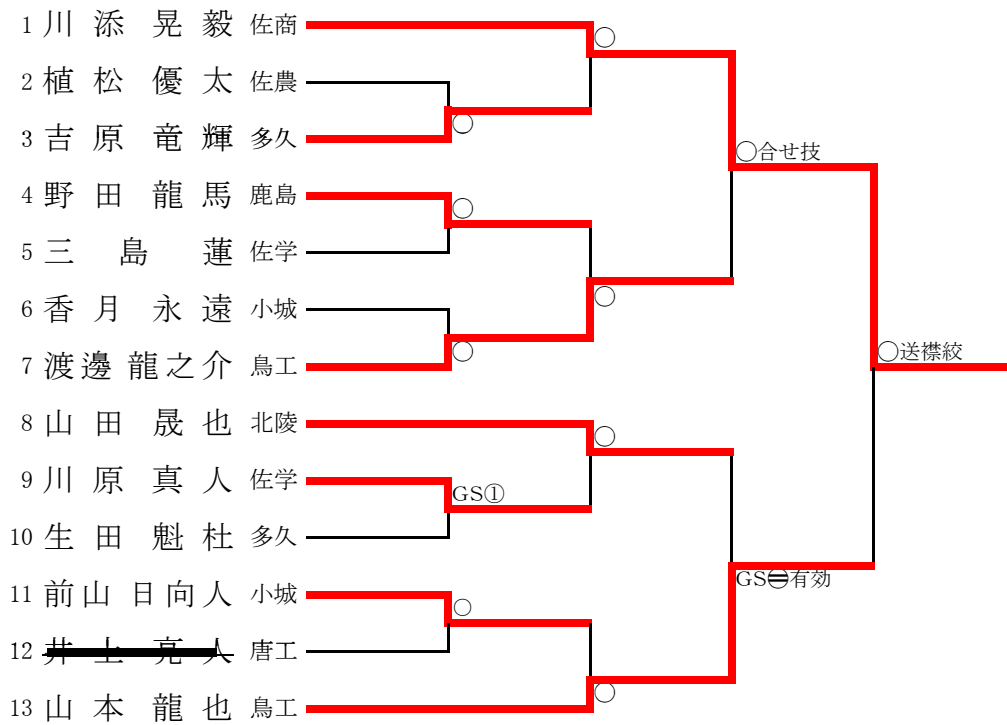 1 川添 晃毅 佐商
2 植松 優太 佐農
3 吉原 竜輝 多久
4 野田 龍馬 鹿島
5 三島 蓮 佐学
6 香月 永遠 小城
7 渡邊 龍之介 鳥工
8 山田 晟也 北陵
9 川原 真人 佐学
10 生田 魁杜 多久
11 前山 日向人 小城
12 井上 亮人 唐工
13 山本 龍也 鳥工
○
○
○
○
○
○合せ技
○送襟絞
○
GS①
○
○
GS㊁有効